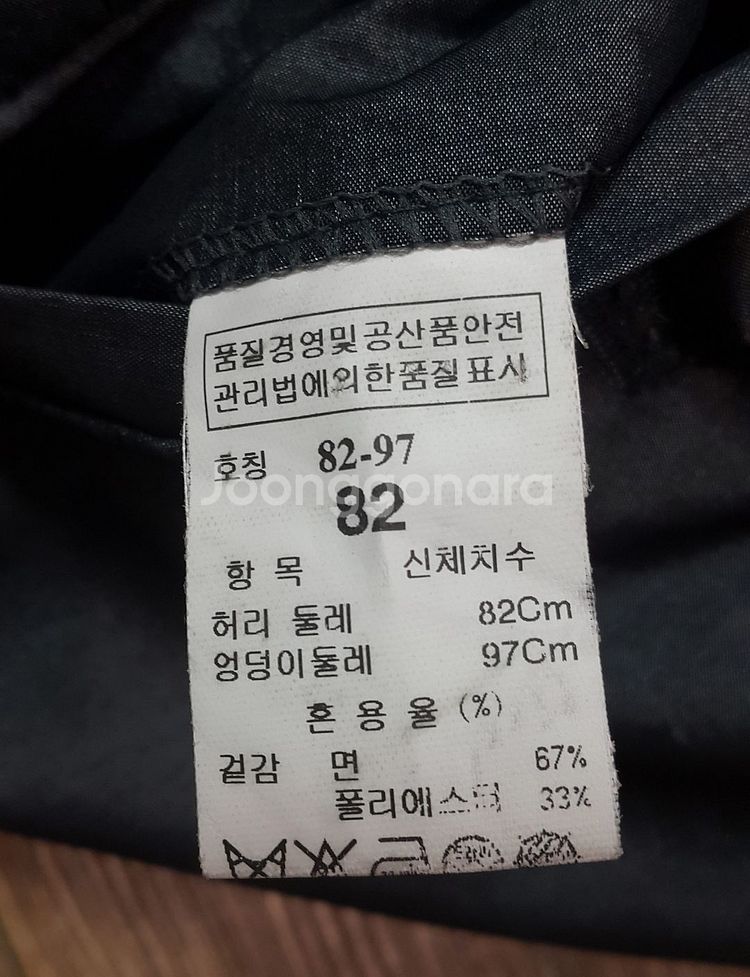 품질경영및공산품안전
관리법에의한품질표시
호칭 82-97
Joonggonara
82
항 목 신체치수
허리 둘레 82Cm
엉덩이둘레 97Cm
혼 용 율 (%)
겉감 면 67%
폴리에스터 33%